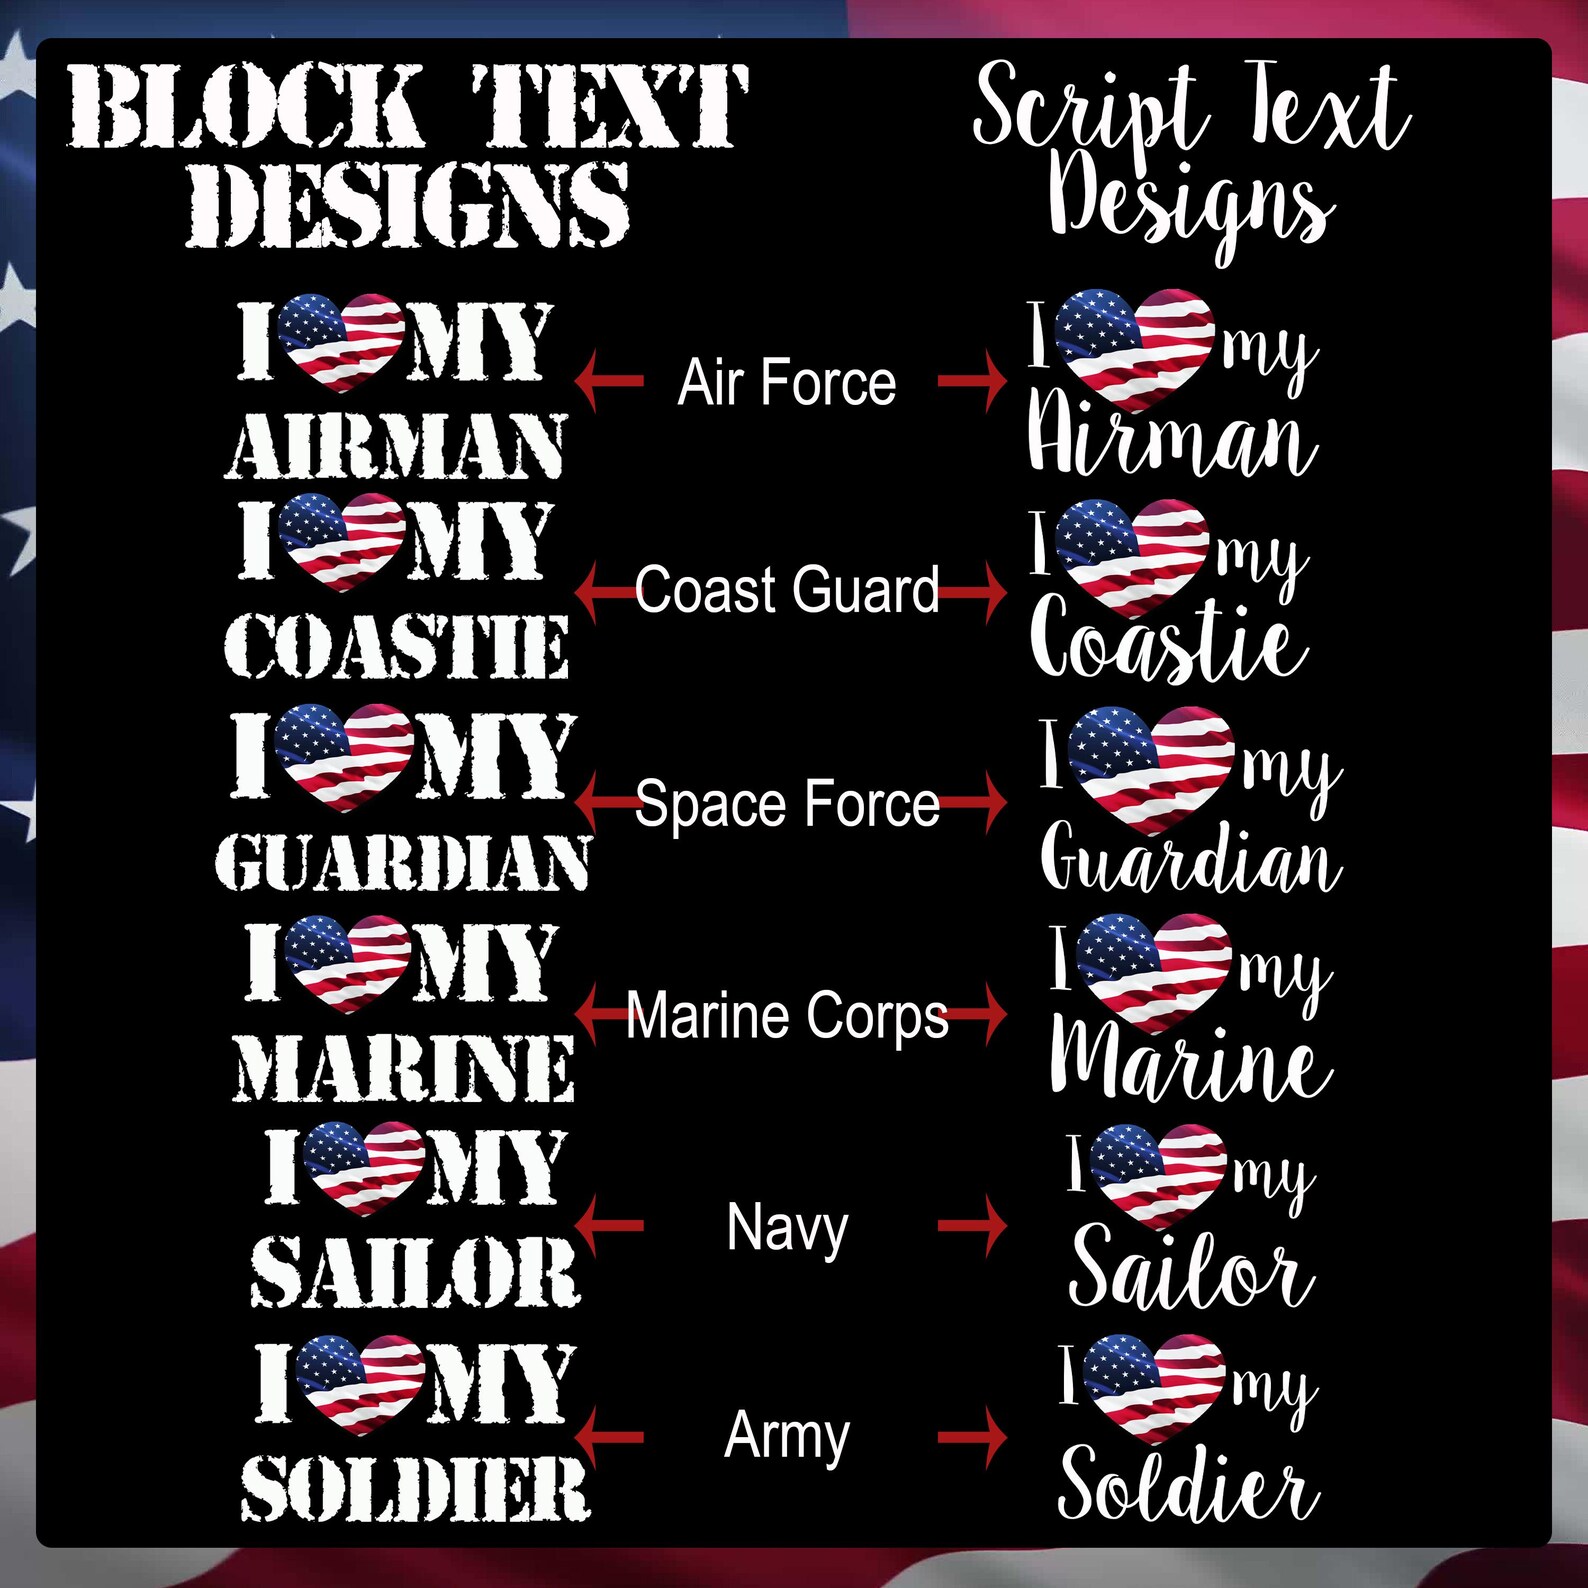 BLOCK TEXT
DESIGNS
Script Text
Designs
I MY
AIRMAN
Air Force
I my
Airman
I MY
COASTIE
Coast Guard
I my
Coastie
I MY
GUARDIAN
Space Force
I my
Guardian
I MY
MARINE
Marine Corps
I my
Marine
I MY
SAILOR
Navy
I my
Sailor
I MY
SOLDIER
Army
I my
Soldier